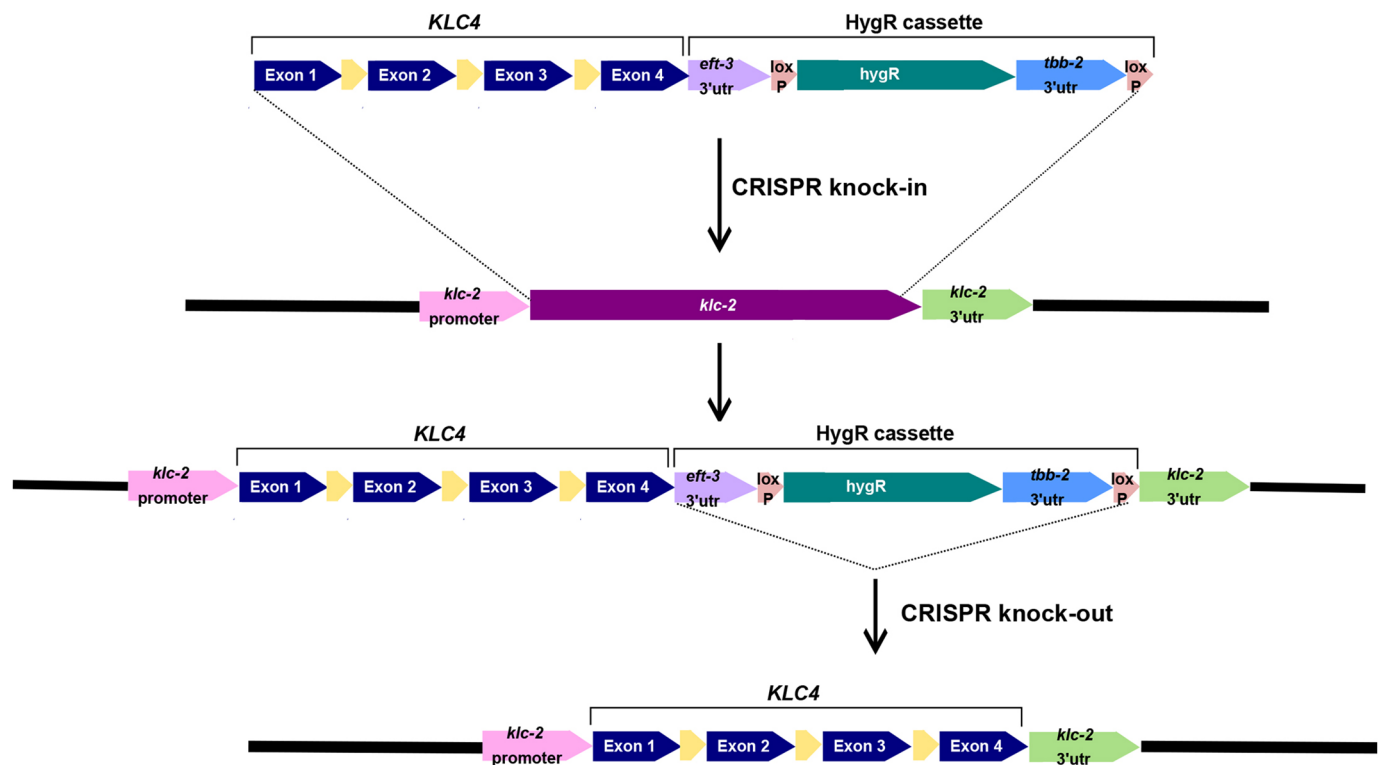 KLC4 HygR cassette
Exon 1 Exon 2 Exon 3 Exon 4 eft-3 3'utr lox P hygR tbb-2 3'utr lox P
CRISPR knock-in
klc-2 promoter klc-2 klc-2 3'utr
KLC4 HygR cassette
klc-2 promoter Exon 1 Exon 2 Exon 3 Exon 4 eft-3 3'utr lox P hygR tbb-2 3'utr lox P klc-2 3'utr
CRISPR knock-out
KLC4
klc-2 promoter Exon 1 Exon 2 Exon 3 Exon 4 klc-2 3'utr